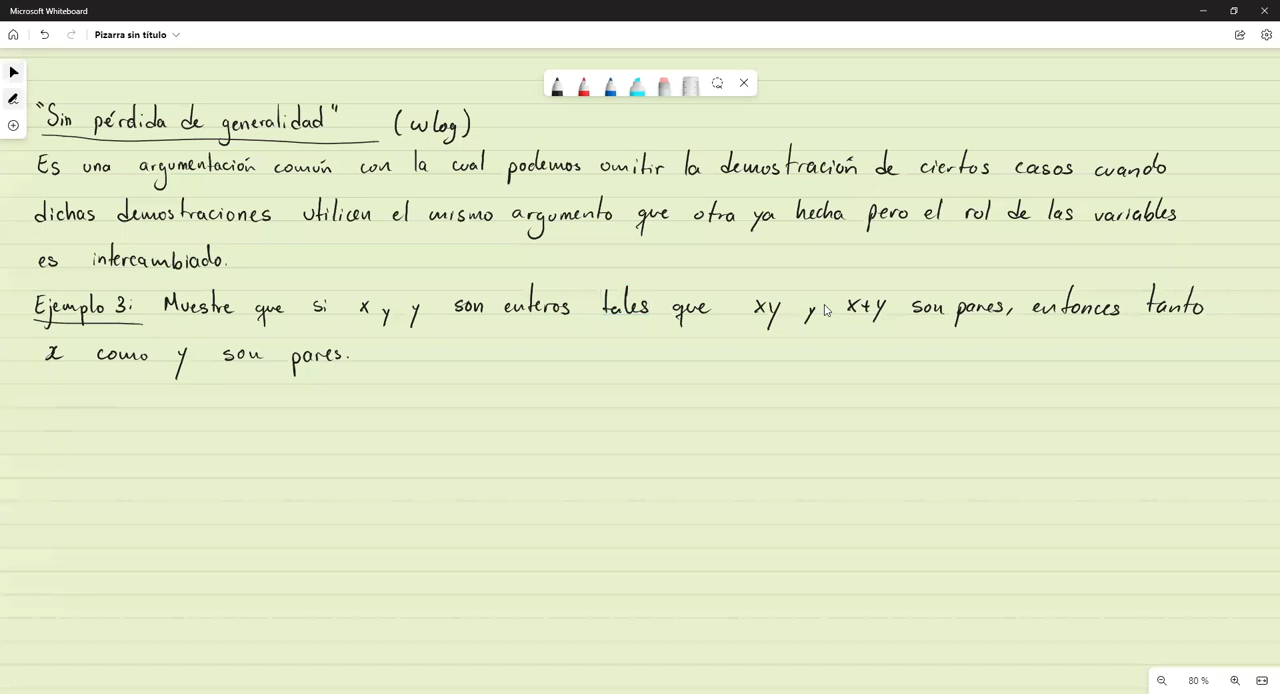 Microsoft Whiteboard
Pizarra sin título
"Sin pérdida de generalidad" (wlog)
Es una argumentación común con la cual podemos omitir la demostración de ciertos casos cuando
dichas demostraciones utilicen el mismo argumento que otra ya hecha pero el rol de las variables
es intercambiado.
Ejemplo 3: Muestre que si x y y son enteros tales que xy y x+y son pares, entonces tanto
x como y son pares.
80 %